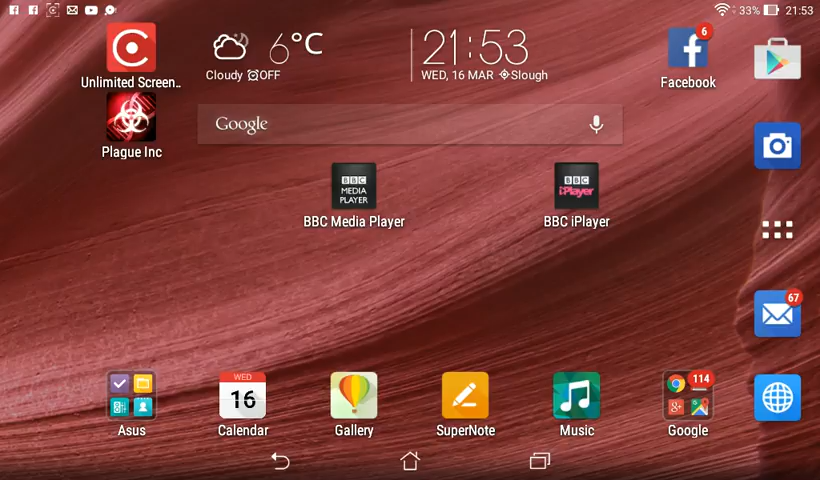 33% 21:53
Unlimited Screen..
6°C
Cloudy OFF
21:53
WED, 16 MAR Slough
6
Facebook
Plague Inc
Google
BBC
MEDIA
PLAYER
BBC Media Player
BBC
iPlayer
BBC iPlayer
67
Asus
WED
16
Calendar
Gallery
SuperNote
Music
114
Google